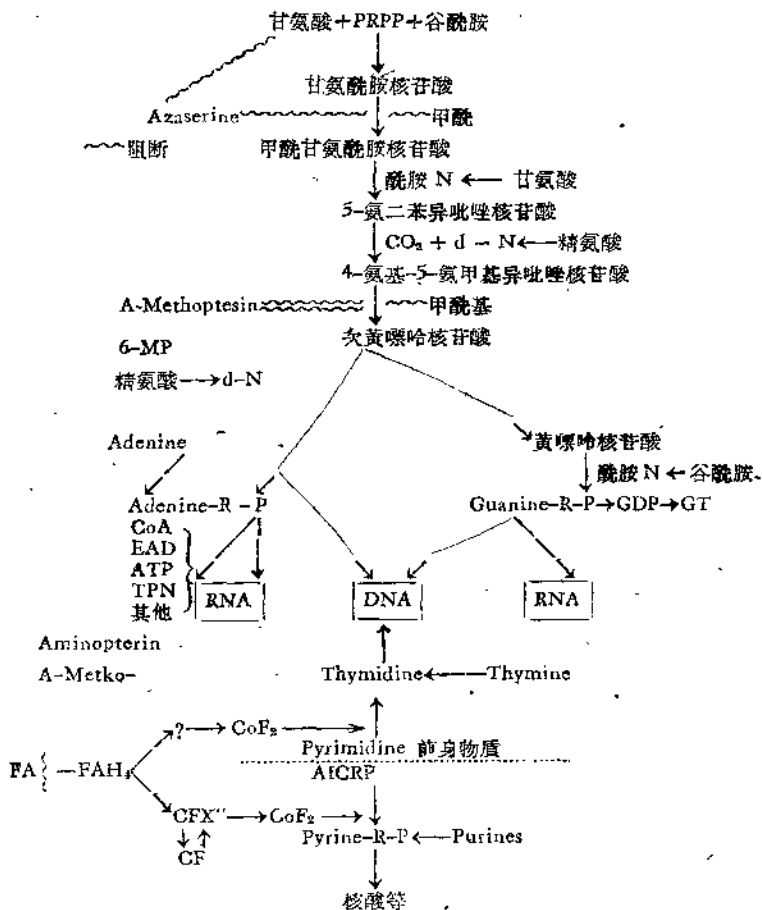 甘氨酸+PRPP+谷酰胺
甘氨酰胺核苷酸
Azaserine 甲酰
阻断 甲酰甘氨酰胺核苷酸
酰胺 N ← 甘氨酸
5-氨二苯异吡唑核苷酸
CO₂ + d - N←精氨酸
4-氨基-5-氨甲基异吡唑核苷酸
A-Methoptesin 甲酰基
次黄嘌呤核苷酸
6-MP
精氨酸→d-N
Adenine 黄嘌呤核苷酸
酰胺 N ← 谷酰胺
Adenine-R-P Guanine-R-P→GDP→GT
CoA
EAD
ATP
TPN RNA DNA RNA
其他
Aminopterin
A-Metko- Thymidine←Thymine
?→CoF₂→
Pyrimidine 前身物质
FA{—FAH₄ AICRP
CFX"→CoF₂→
CF Pyrine-R-P←Purines
核酸等